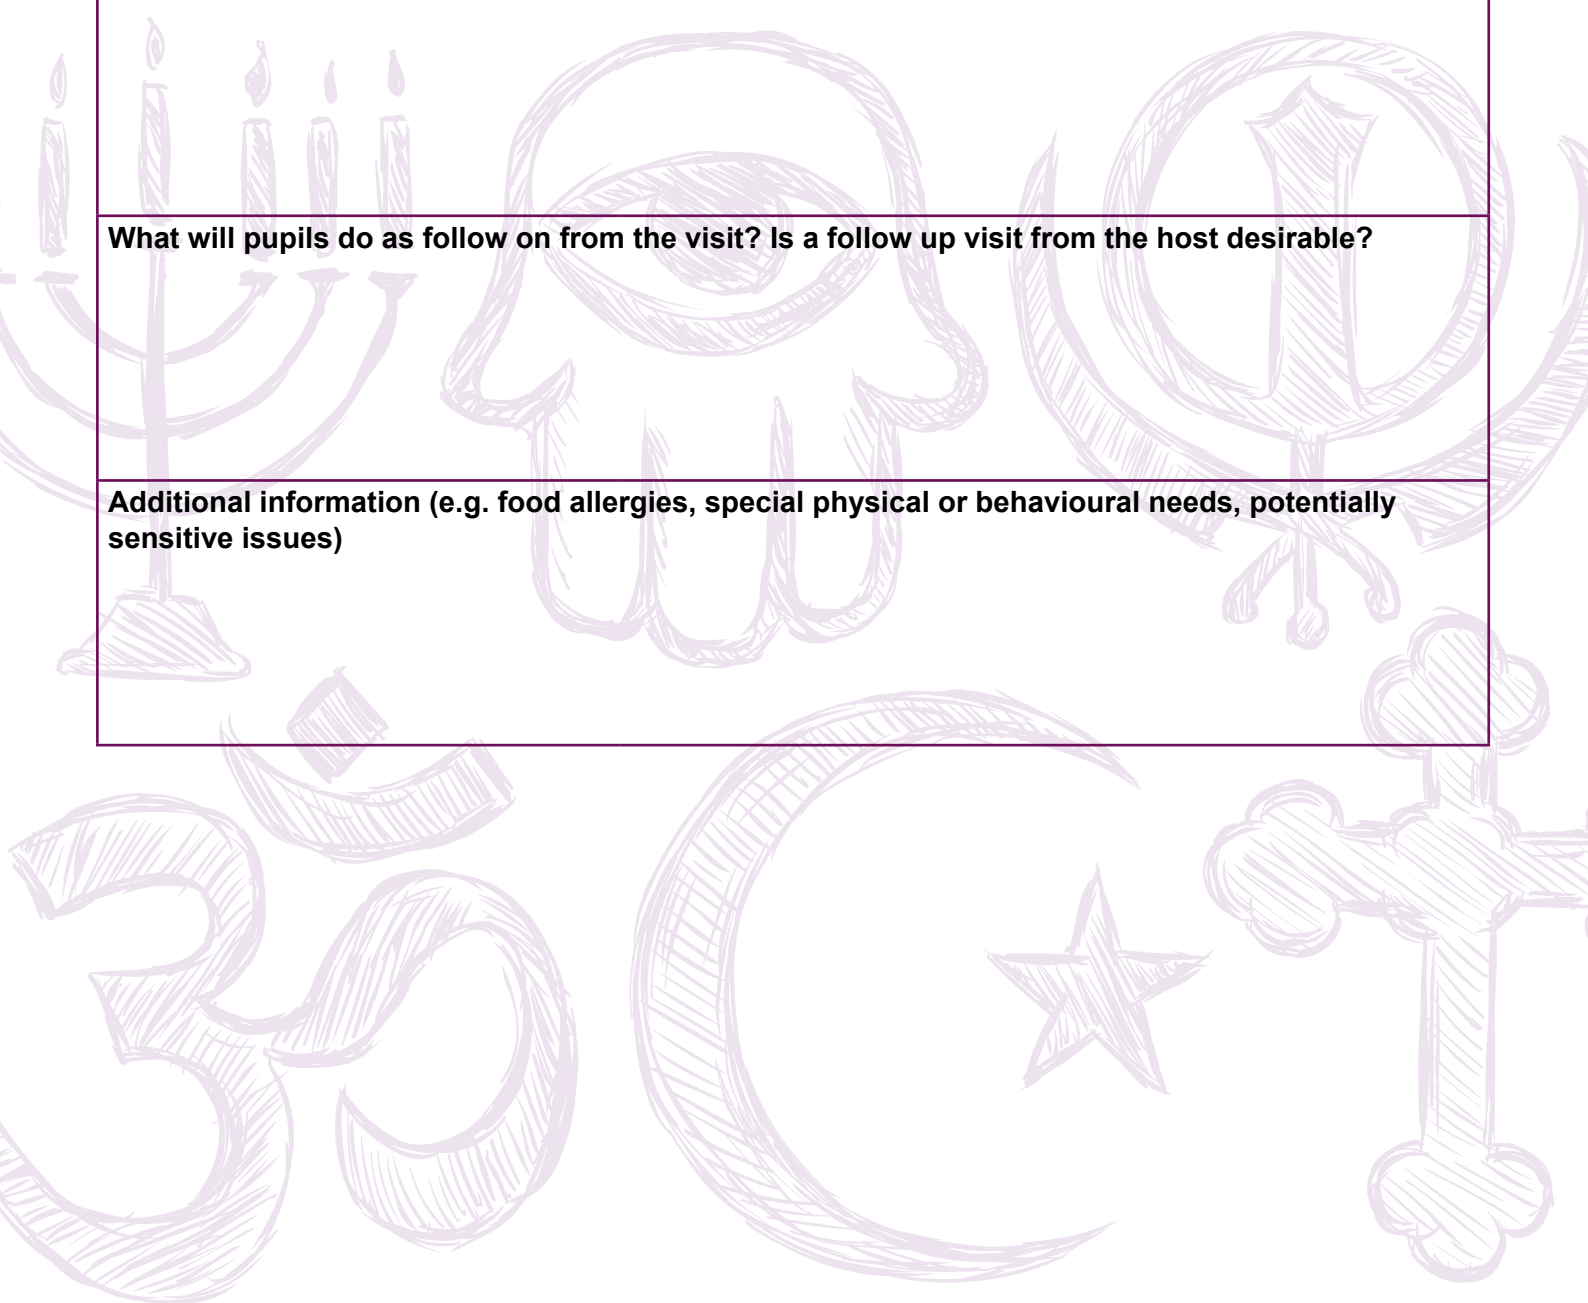 What will pupils do as follow on from the visit? Is a follow up visit from the host desirable?
Additional information (e.g. food allergies, special physical or behavioural needs, potentially
sensitive issues)